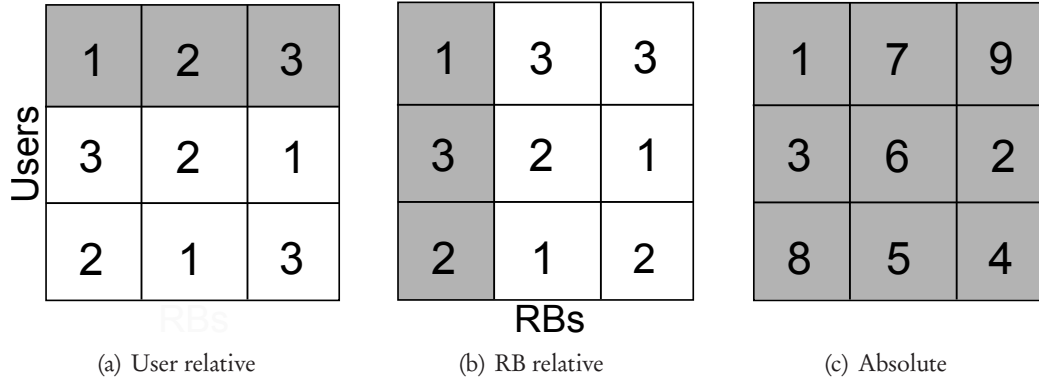 1 2 3
3 2 1
2 1 3
Users
RBs
(a) User relative
1 3 3
3 2 1
2 1 2
RBs
(b) RB relative
1 7 9
3 6 2
8 5 4
(c) Absolute